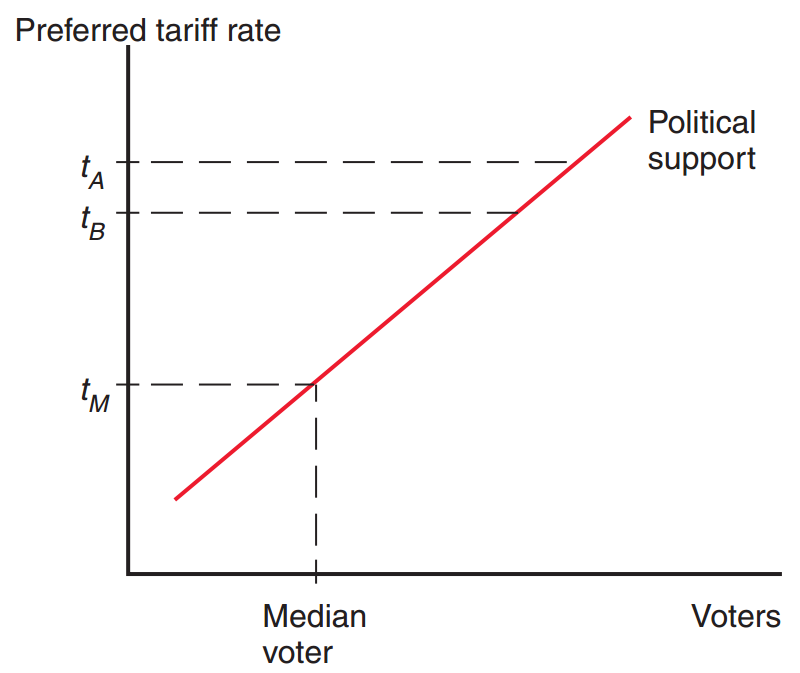 Preferred tariff rate
Political
support
tA
tB
tM
Median
voter
Voters